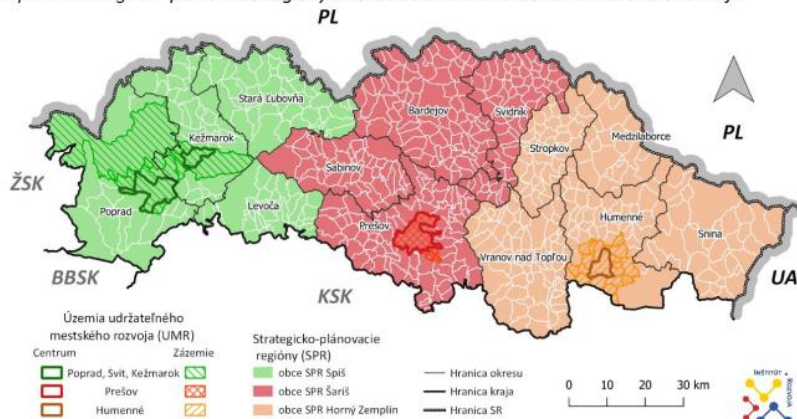 PL
Stará Ľubovňa
Bardejov
Svidník
Kežmarok
Stropkov
Medzilaborce
PL
ŽSK
Sabinov
Poprad
Levoča
Prešov
Humenné
Snina
Vranov nad Topľou
BBSK
KSK
UA
Územia udržateľného
mestského rozvoja (UMR)
Centrum Zázemie
Poprad, Svit, Kežmarok
Prešov
Humenné
Strategicko-plánovacie
regióny (SPR)
obce SPR Spiš
obce SPR Šariš
obce SPR Horný Zemplín
Hranica okresu
Hranica kraja
Hranica SR
0 10 20 30 km
INŠTITÚT
ROZVOJA